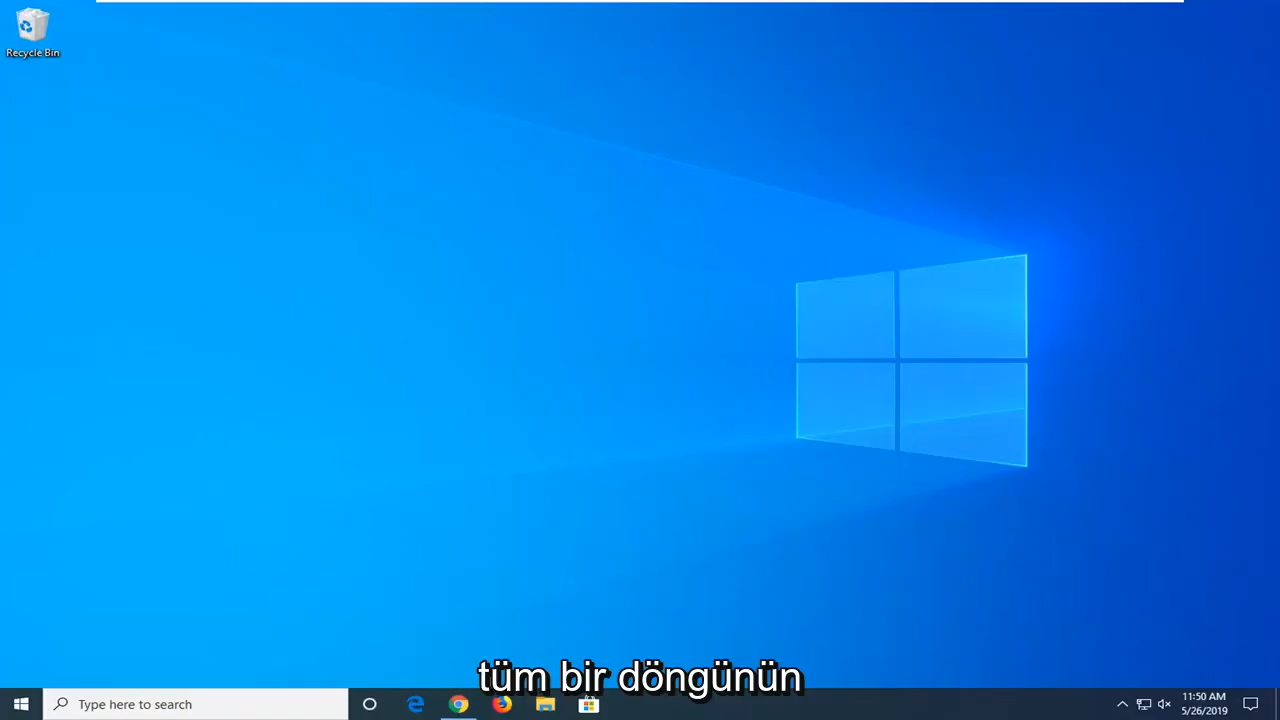 Recycle Bin
tüm bir döngünün
Type here to search
11:50 AM
5/26/2019